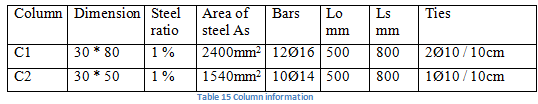 Column Dimension Steel ratio Area of steel As Bars Lo mm Ls mm Ties
C1 30 * 80 1 % 2400mm² 12Ø16 500 800 2Ø10 / 10cm
C2 30 * 50 1 % 1540mm² 10Ø14 500 800 1Ø10 / 10cm
Table 15 Column information